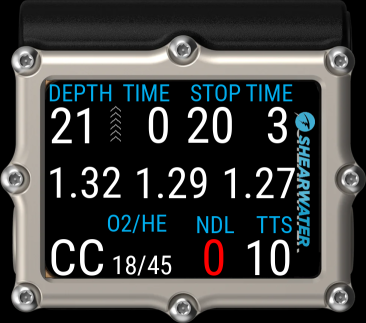 DEPTH TIME STOP TIME
21 0 20 3
1.32 1.29 1.27
O2/HE NDL TTS
CC 18/45 0 10
SHEARWATER